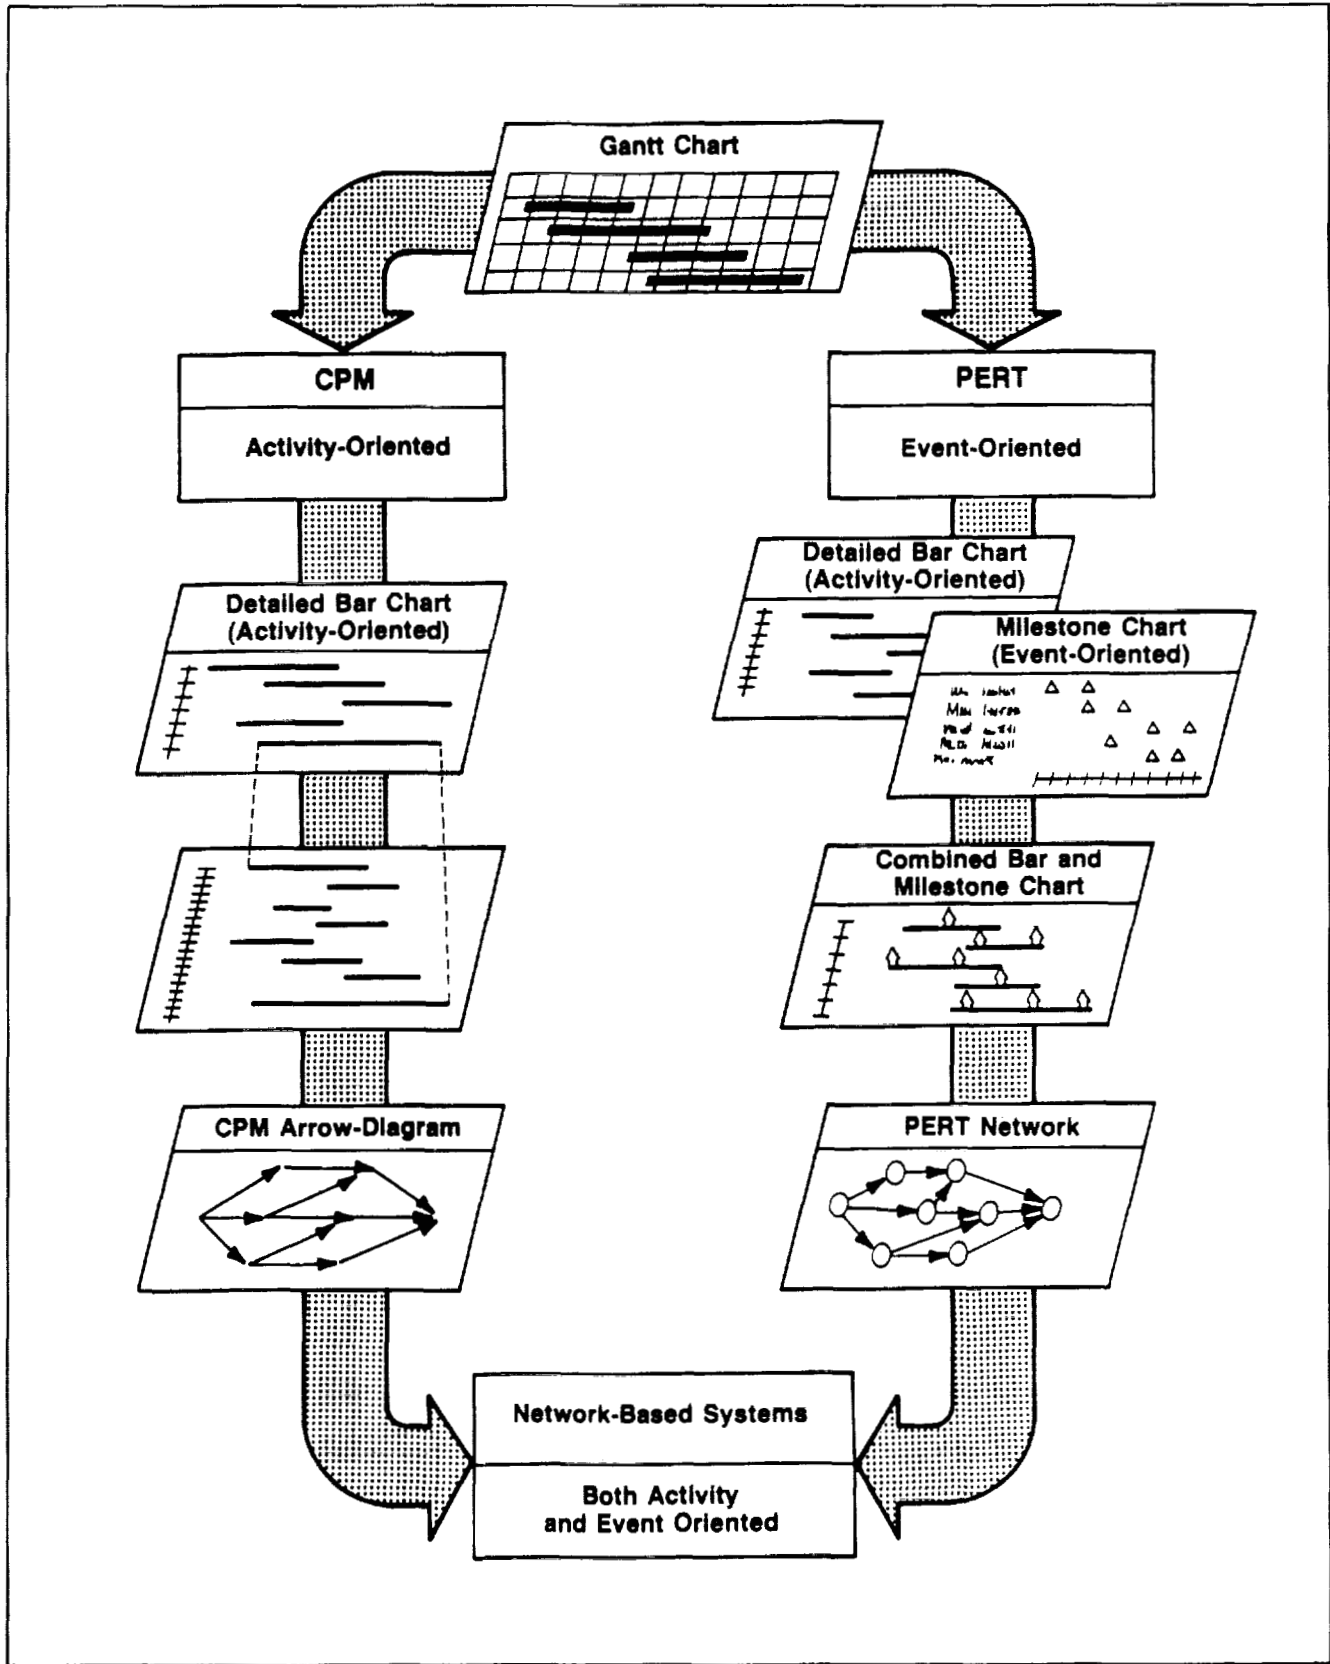 Gantt Chart
CPM
Activity-Oriented
PERT
Event-Oriented
Detailed Bar Chart
(Activity-Oriented)
Detailed Bar Chart
(Activity-Oriented)
Milestone Chart
(Event-Oriented)
Combined Bar and
Milestone Chart
CPM Arrow-Diagram
PERT Network
Network-Based Systems
Both Activity
and Event Oriented